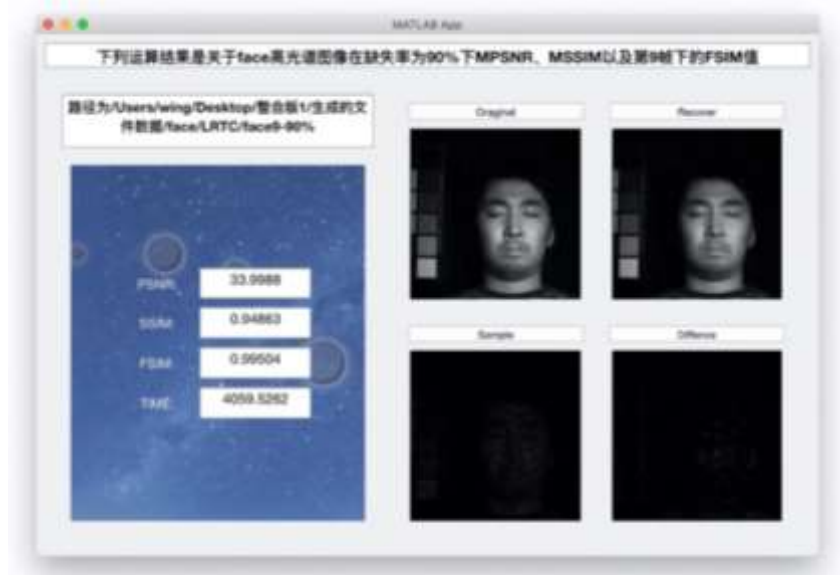 MATLAB App
下列运算结果是关于face高光谱图像在缺失率为90%下MPSNR、MSSIM以及第9帧下的FSIM值
路径为/Users/wing/Desktop/整合版1/生成的文
件数据/face/LRTC/face9-90%
Oraginal
Recover
PSNR:
33.9988
SSIM:
0.94863
FSIM:
0.99504
TIME:
4059.5262
Sample
Diffence